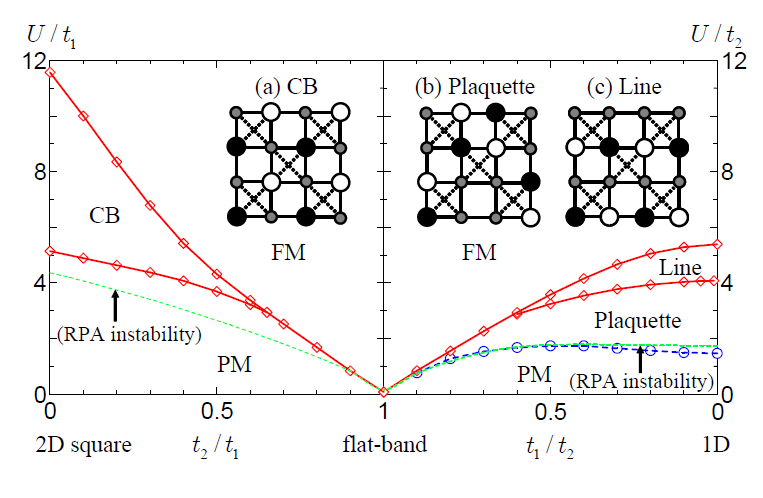 U / t1 U / t2
12 12
(a) CB (b) Plaquette (c) Line
8 8
CB
FM FM
Line
4 4
Plaquette
(RPA instability)
PM PM (RPA instability)
0 0
0 0.5 1 0.5 0
2D square t2 / t1 flat-band t1 / t2 1D